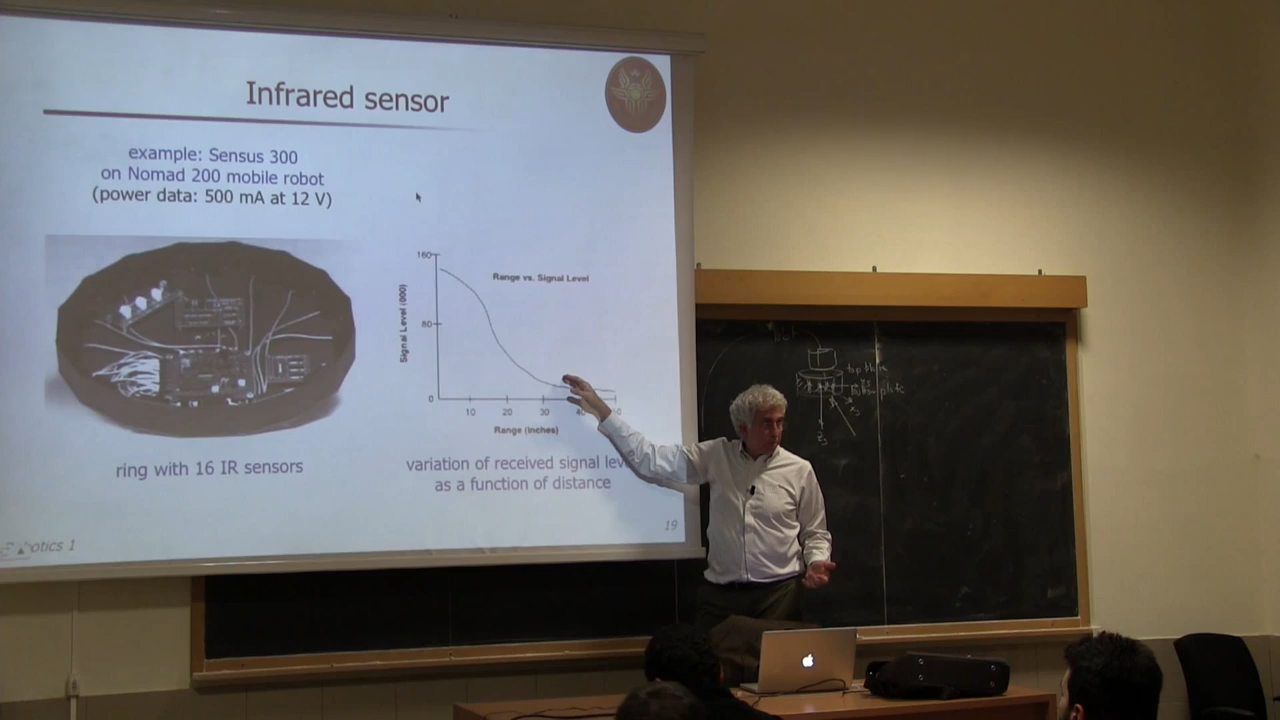 Infrared sensor
example: Sensus 300
on Nomad 200 mobile robot
(power data: 500 mA at 12 V)
160
Range vs. Signal Level
Signal Level (000)
80
0
10
20
30
Range (inches)
ring with 16 IR sensors
variation of received signal
as a function of distance
19
otics 1